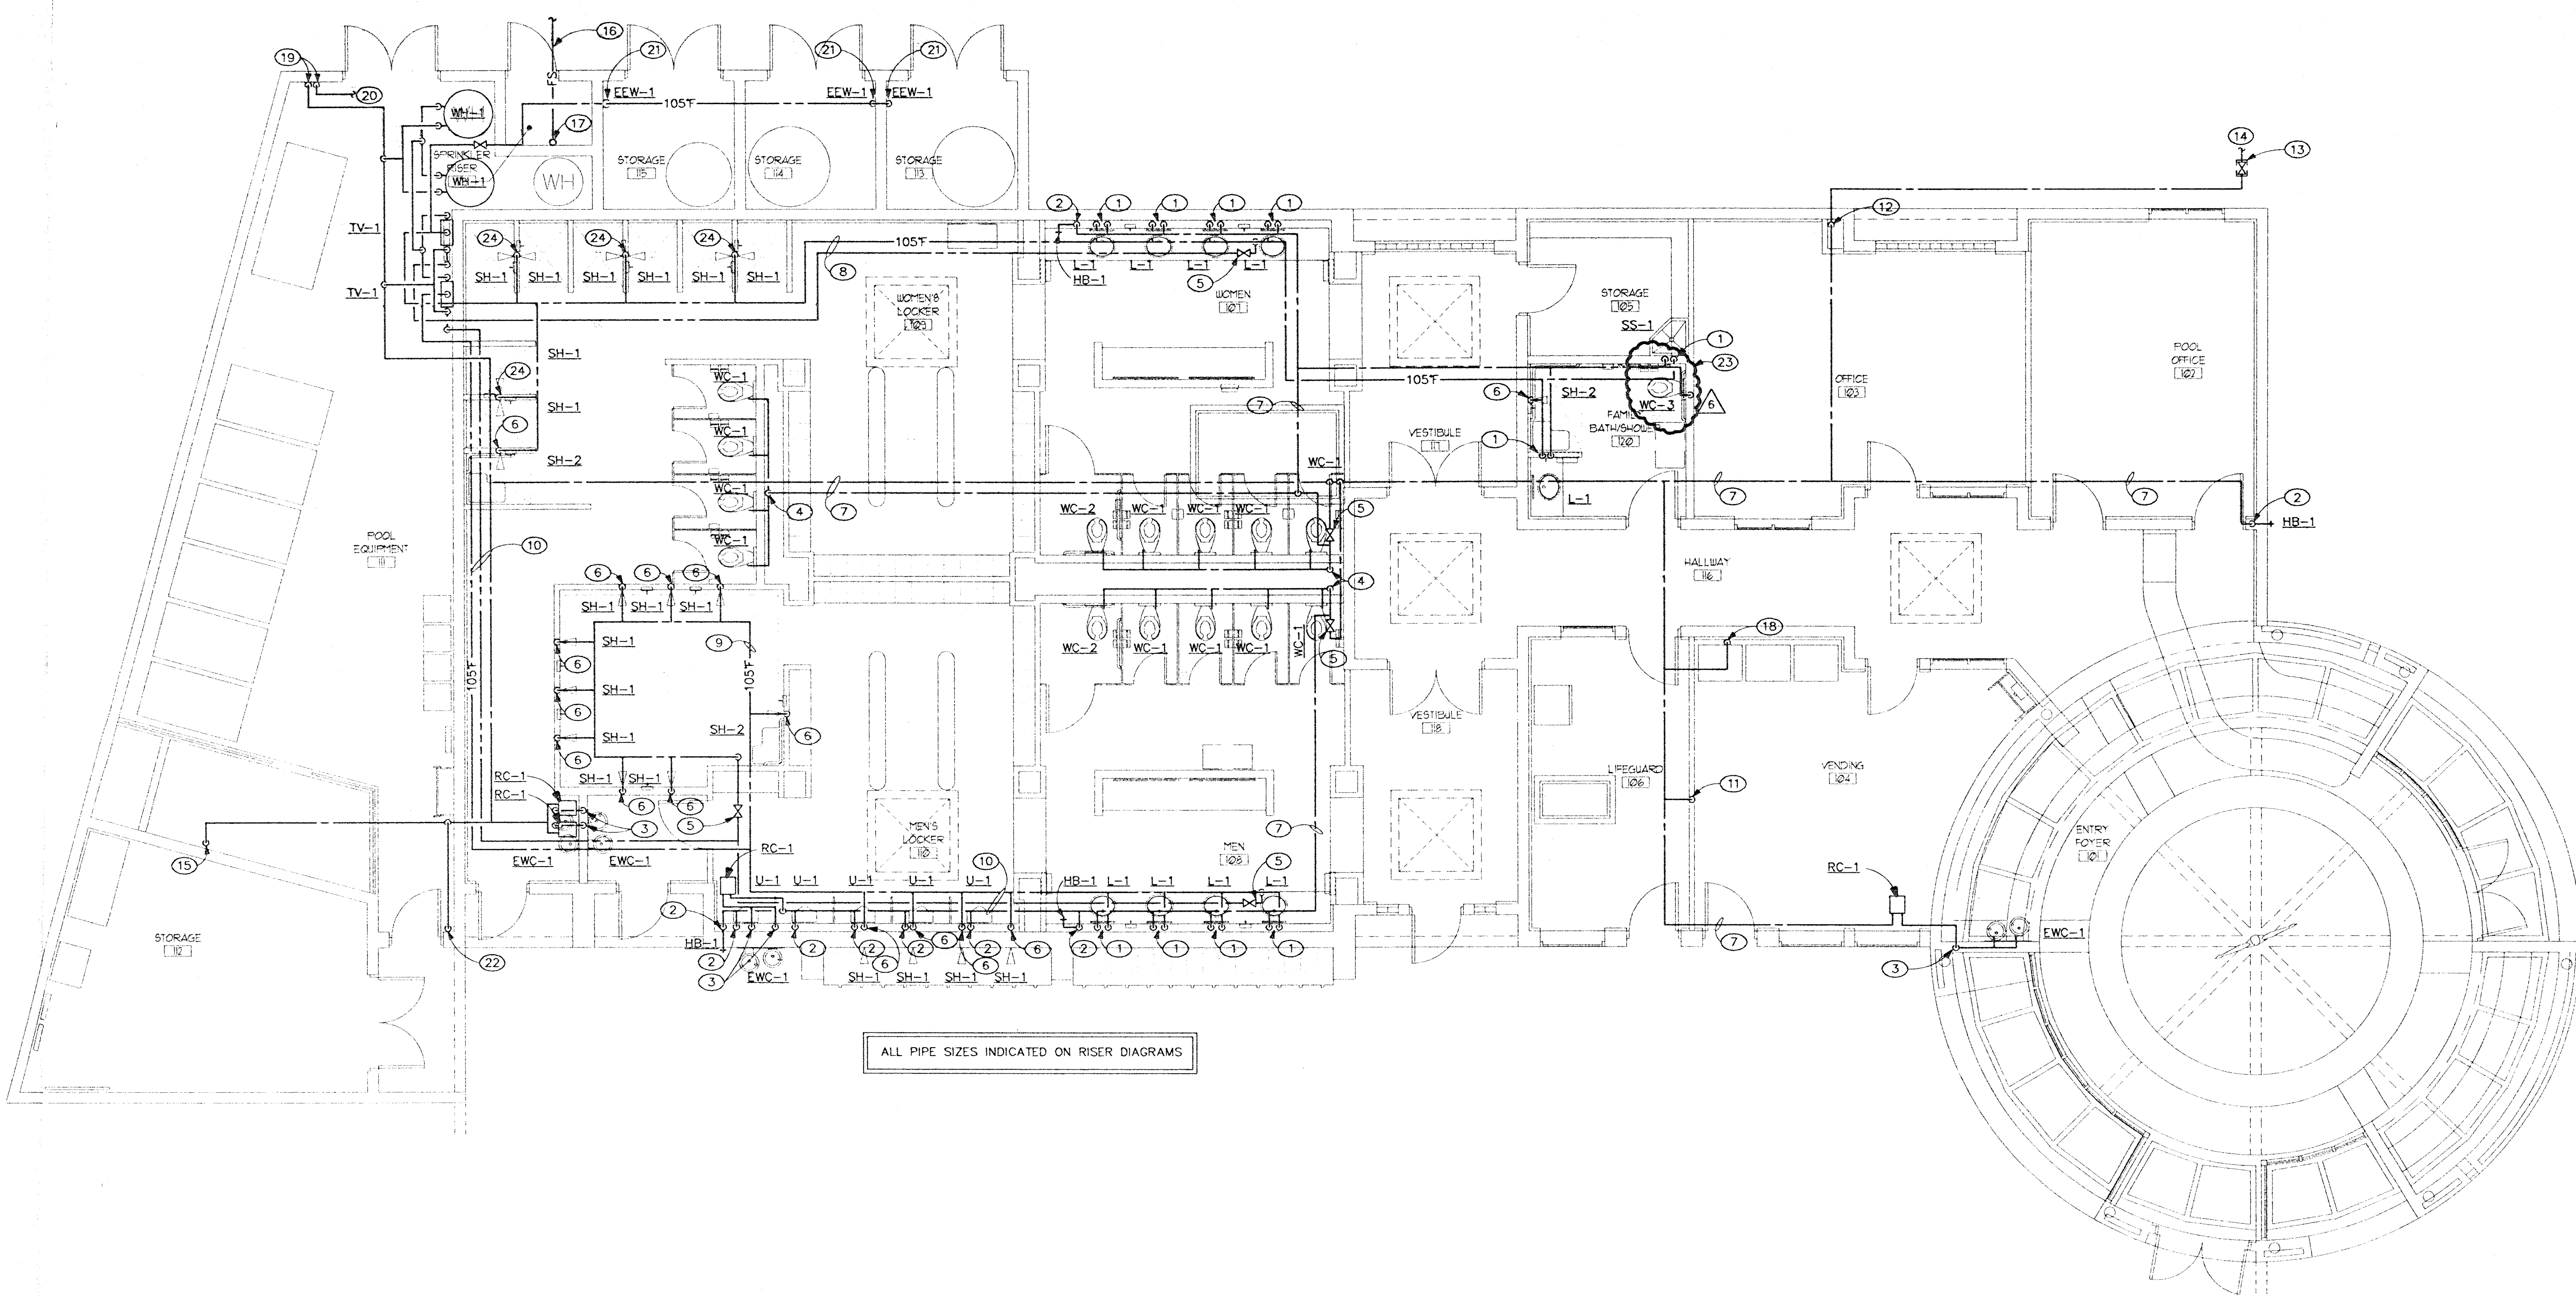 16
21
21
21
19
FS
20
WH-1
EEW-1
105°F
EEW-1
EEW-1
17
14
13
SPRINKLER
RISER
WH-1
WH
STORAGE
115
STORAGE
114
STORAGE
113
2
1
1
1
1
12
TV-1
24
24
24
105°F
8
SH-1
SH-1
SH-1
SH-1
SH-1
SH-1
L-1
L-1
L-1
L-1
HB-1
5
TV-1
WOMEN'S
LOCKER
109
WOMEN
107
STORAGE
105
SS-1
1
23
POOL
OFFICE
102
SH-1
24
WC-1
105°F
OFFICE
103
SH-1
6
7
6
SH-2
WC-3
6
WC-1
FAMILY
BATH/SHOWER
120
VESTIBULE
117
1
SH-2
WC-1
WC-1
4
7
7
7
L-1
WC-2
WC-1
WC-1
WC-1
5
2
HB-1
WC-1
POOL
EQUIPMENT
111
10
6
6
6
4
HALLWAY
116
SH-1
SH-1
SH-1
SH-1
9
18
6
WC-2
WC-1
WC-1
WC-1
WC-1
5
105°F
105°F
SH-1
6
SH-2
6
VESTIBULE
118
SH-1
6
RC-1
RC-1
SH-1
SH-1
LIFEGUARD
106
VENDING
104
6
6
5
11
3
MEN'S
LOCKER
110
7
ENTRY
FOYER
101
15
EWC-1
EWC-1
RC-1
MEN
108
10
5
RC-1
U-1
U-1
U-1
U-1
U-1
HB-1
L-1
L-1
L-1
L-1
2
STORAGE
112
22
HB-1
7
EWC-1
2
2
2
2
6
2
6
2
1
1
1
1
3
3
EWC-1
6
6
SH-1
SH-1
SH-1
SH-1
ALL PIPE SIZES INDICATED ON RISER DIAGRAMS